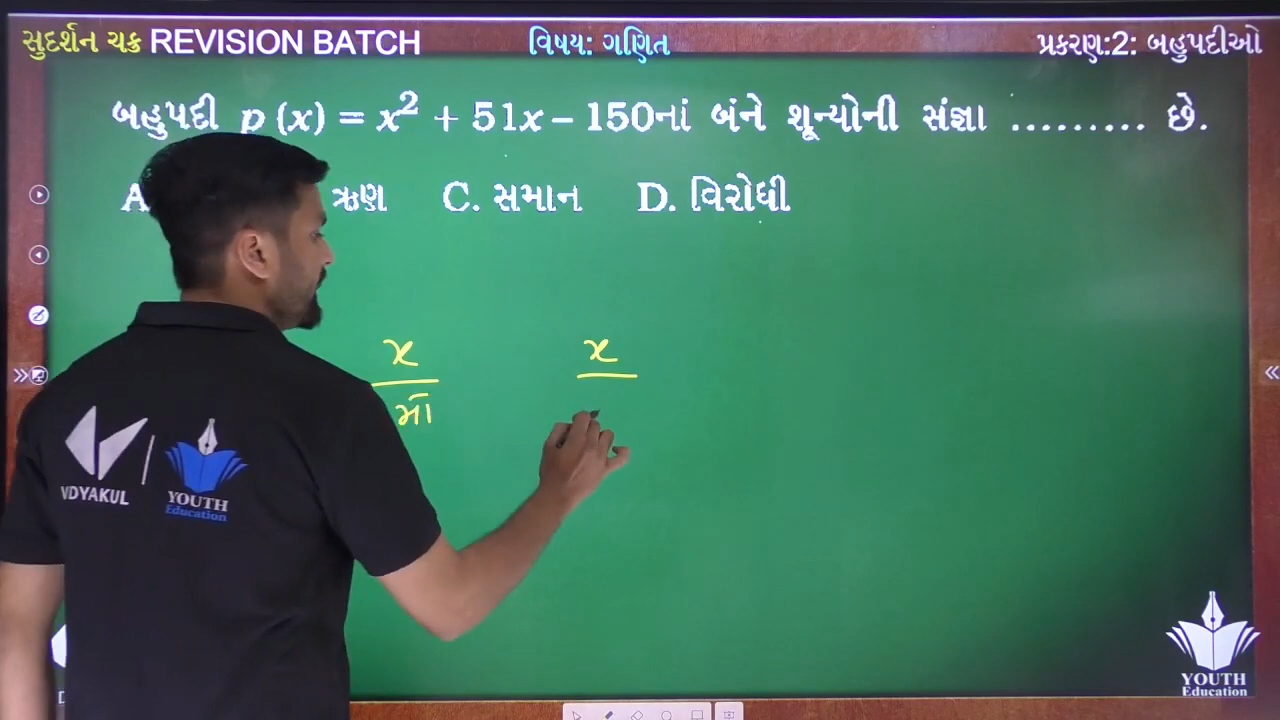 સુદર્શન ચક્ર REVISION BATCH વિષય: ગણિત પ્રકરણ:2: બહુપદીઓ
બહુપદી p (x) = x² + 51x – 150નાં બંને શૂન્યોની સંજ્ઞા ......... છે.
A ઋણ C. સમાન D. વિરોધી
x x
માં
VIDYAKUL YOUTH Education
YOUTH Education